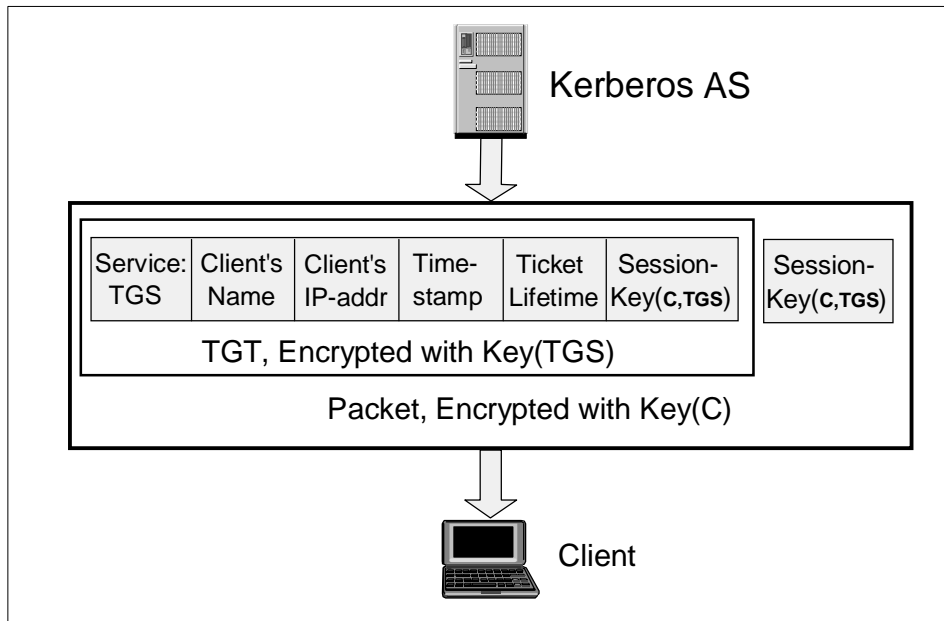 Kerberos AS
Service: TGS
Client's Name
Client's IP-addr
Time-stamp
Ticket Lifetime
Session-Key(C,TGS)
Session-Key(C,TGS)
TGT, Encrypted with Key(TGS)
Packet, Encrypted with Key(C)
Client